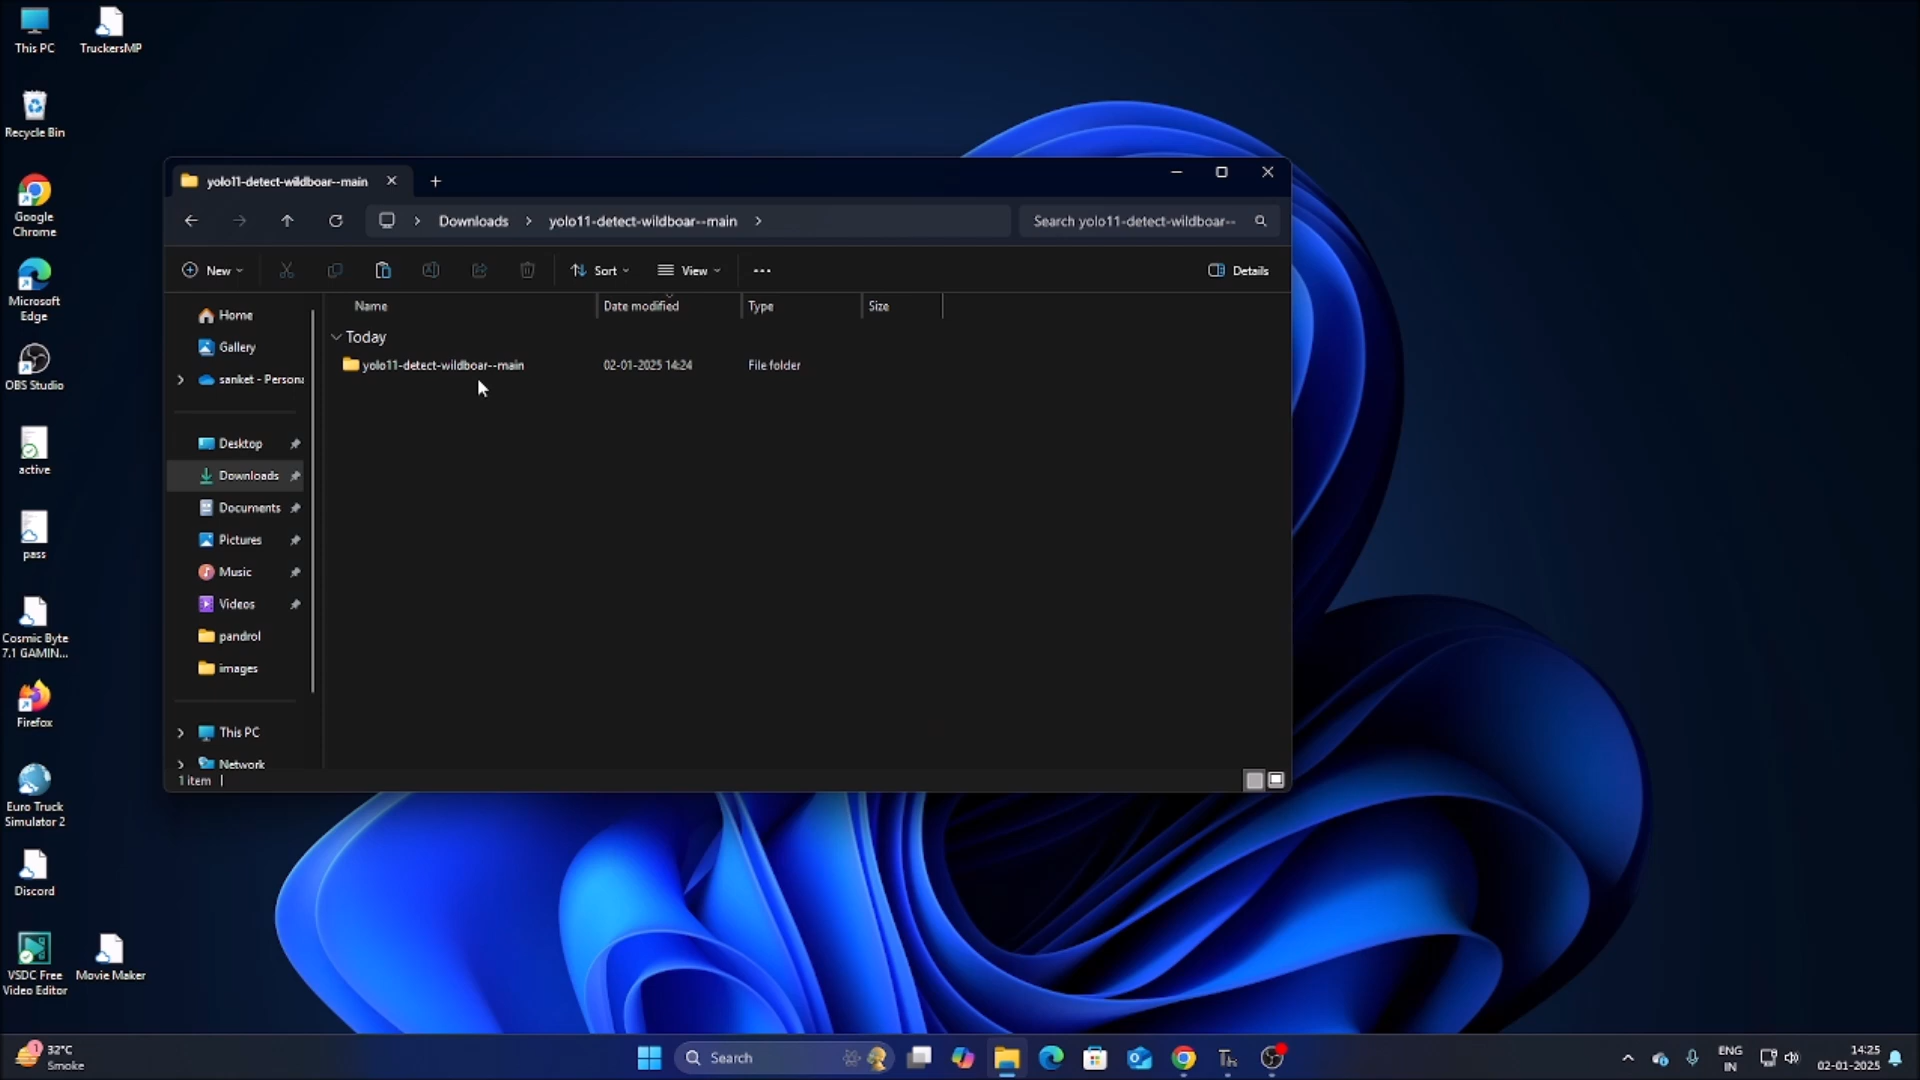 This PC
TruckersMP
Recycle Bin
Google
Chrome
Microsoft
Edge
OBS Studio
active
pass
Cosmic Byte
7.1 GAMIN...
Firefox
Euro Truck
Simulator 2
Discord
VSDC Free
Video Editor
Movie Maker
yolo11-detect-wildboar--main
Downloads
yolo11-detect-wildboar--main
Search yolo11-detect-wildboar--
New
Sort
View
Details
Name
Date modified
Type
Size
Today
yolo11-detect-wildboar--main
02-01-2025 14:24
File folder
Home
Gallery
sanket - Persona
Desktop
Downloads
Documents
Pictures
Music
Videos
pandrol
images
This PC
Network
1 item
1
32°C
Smoke
Search
ENG
IN
14:25
02-01-2025